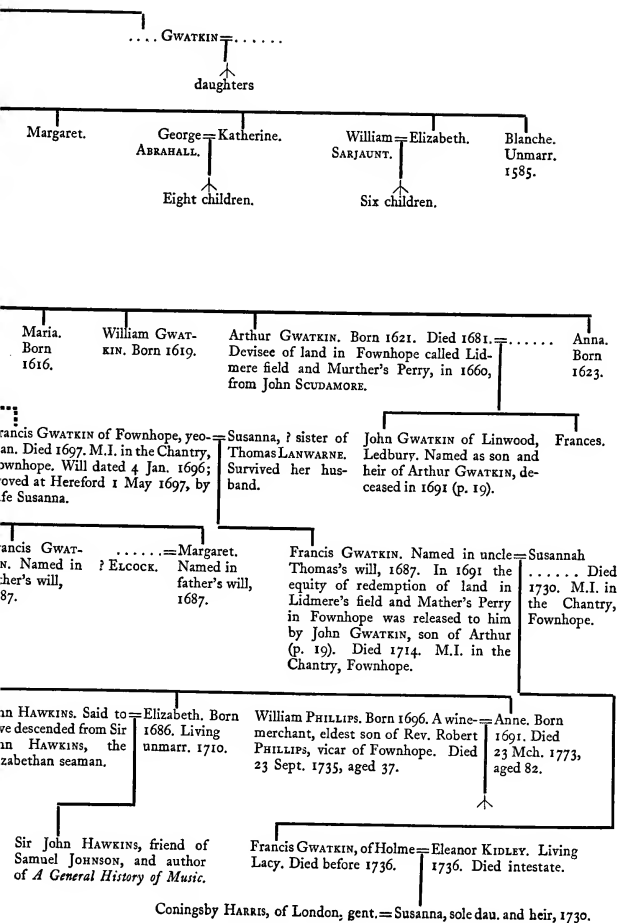 .... GWATKIN=......
daughters
Margaret.
George=Katherine.
ABRAHALL.
Eight children.
William=Elizabeth.
SARJAUNT.
Six children.
Blanche.
Unmarr.
1585.
Maria.
Born
1616.
William GWAT-
KIN. Born 1619.
Arthur GWATKIN. Born 1621. Died 1681.=......
Devisee of land in Fownhope called Lid-
mere field and Murther's Perry, in 1660,
from John SCUDAMORE.
Anna.
Born
1623.
rancis GWATKIN of Fownhope, yeo-
an. Died 1697. M.I. in the Chantry,
ownhope. Will dated 4 Jan. 1696;
oved at Hereford 1 May 1697, by
fe Susanna.
=Susanna, ? sister of
Thomas LANWARNE.
Survived her hus-
band.
John GWATKIN of Linwood,
Ledbury. Named as son and
heir of Arthur GWATKIN, de-
ceased in 1691 (p. 19).
Frances.
ancis GWAT-
N. Named in
her's will,
87.
......=Margaret.
? ELCOCK. Named in
father's will,
1687.
Francis GWATKIN. Named in uncle
Thomas's will, 1687. In 1691 the
equity of redemption of land in
Lidmere's field and Mather's Perry
in Fownhope was released to him
by John GWATKIN, son of Arthur
(p. 19). Died 1714. M.I. in the
Chantry, Fownhope.
=Susannah
...... Died
1730. M.I. in
the Chantry,
Fownhope.
nn HAWKINS. Said to
ve descended from Sir
nn HAWKINS, the
zabethan seaman.
=Elizabeth. Born
1686. Living
unmarr. 1710.
William PHILLIPS. Born 1696. A wine-
merchant, eldest son of Rev. Robert
PHILLIPS, vicar of Fownhope. Died
23 Sept. 1735, aged 37.
=Anne. Born
1691. Died
23 Mch. 1773,
aged 82.
Sir John HAWKINS, friend of
Samuel JOHNSON, and author
of A General History of Music.
Francis GWATKIN, of Holme=Eleanor KIDLEY. Living
Lacy. Died before 1736. 1736. Died intestate.
Coningsby HARRIS, of London, gent.=Susanna, sole dau. and heir, 1730.